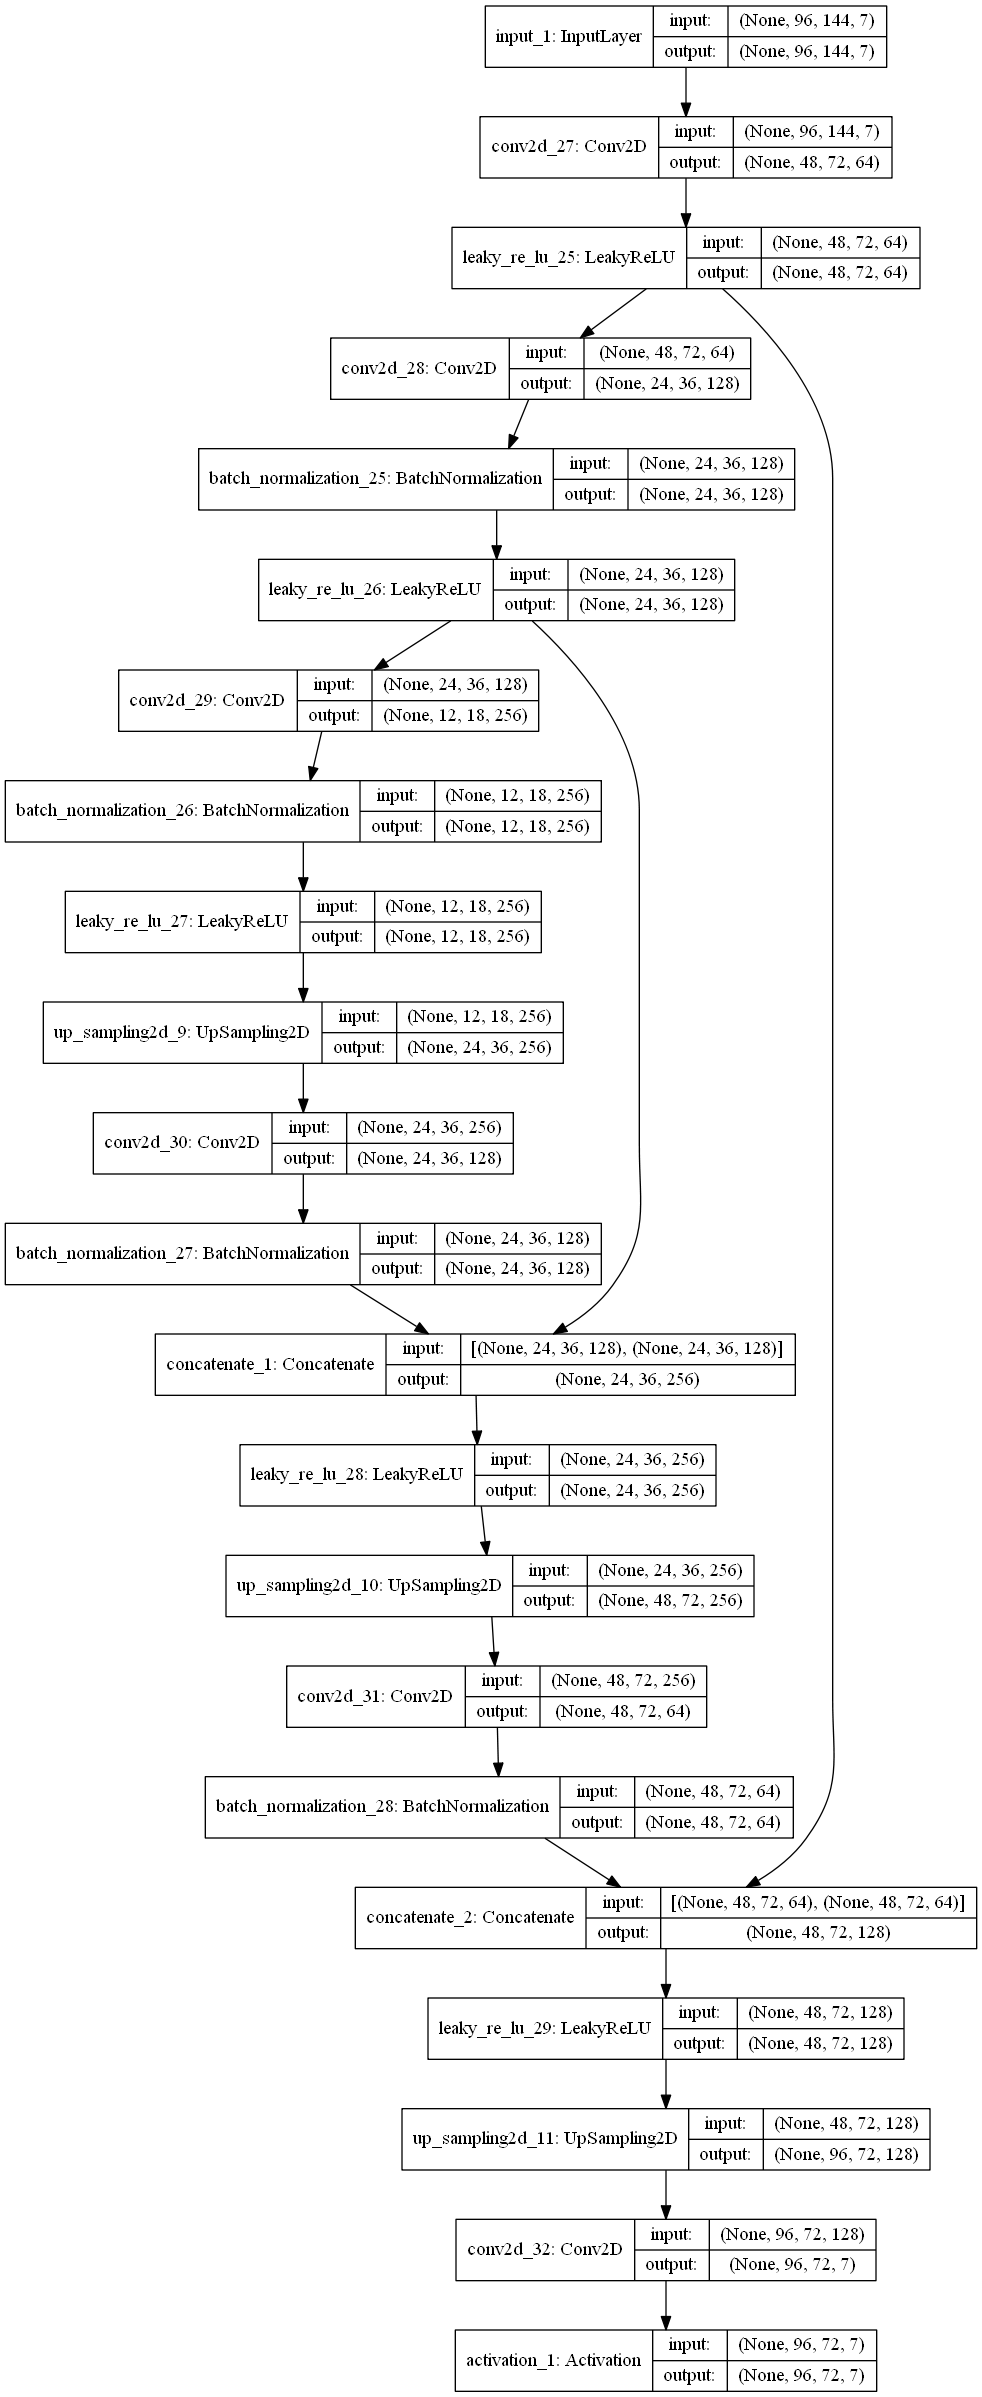 input_1: InputLayer
input: (None, 96, 144, 7)
output: (None, 96, 144, 7)
conv2d_27: Conv2D
input: (None, 96, 144, 7)
output: (None, 48, 72, 64)
leaky_re_lu_25: LeakyReLU
input: (None, 48, 72, 64)
output: (None, 48, 72, 64)
conv2d_28: Conv2D
input: (None, 48, 72, 64)
output: (None, 24, 36, 128)
batch_normalization_25: BatchNormalization
input: (None, 24, 36, 128)
output: (None, 24, 36, 128)
leaky_re_lu_26: LeakyReLU
input: (None, 24, 36, 128)
output: (None, 24, 36, 128)
conv2d_29: Conv2D
input: (None, 24, 36, 128)
output: (None, 12, 18, 256)
batch_normalization_26: BatchNormalization
input: (None, 12, 18, 256)
output: (None, 12, 18, 256)
leaky_re_lu_27: LeakyReLU
input: (None, 12, 18, 256)
output: (None, 12, 18, 256)
up_sampling2d_9: UpSampling2D
input: (None, 12, 18, 256)
output: (None, 24, 36, 256)
conv2d_30: Conv2D
input: (None, 24, 36, 256)
output: (None, 24, 36, 128)
batch_normalization_27: BatchNormalization
input: (None, 24, 36, 128)
output: (None, 24, 36, 128)
concatenate_1: Concatenate
input: [(None, 24, 36, 128), (None, 24, 36, 128)]
output: (None, 24, 36, 256)
leaky_re_lu_28: LeakyReLU
input: (None, 24, 36, 256)
output: (None, 24, 36, 256)
up_sampling2d_10: UpSampling2D
input: (None, 24, 36, 256)
output: (None, 48, 72, 256)
conv2d_31: Conv2D
input: (None, 48, 72, 256)
output: (None, 48, 72, 64)
batch_normalization_28: BatchNormalization
input: (None, 48, 72, 64)
output: (None, 48, 72, 64)
concatenate_2: Concatenate
input: [(None, 48, 72, 64), (None, 48, 72, 64)]
output: (None, 48, 72, 128)
leaky_re_lu_29: LeakyReLU
input: (None, 48, 72, 128)
output: (None, 48, 72, 128)
up_sampling2d_11: UpSampling2D
input: (None, 48, 72, 128)
output: (None, 96, 72, 128)
conv2d_32: Conv2D
input: (None, 96, 72, 128)
output: (None, 96, 72, 7)
activation_1: Activation
input: (None, 96, 72, 7)
output: (None, 96, 72, 7)